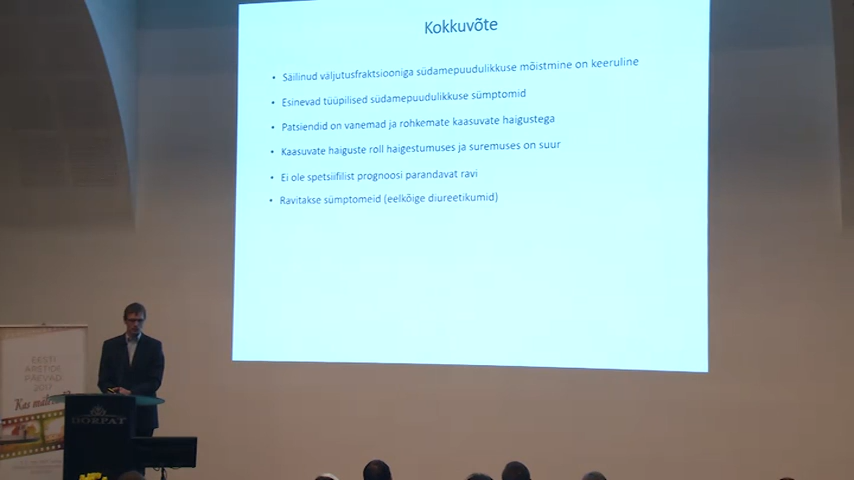 Kokkuvõte
• Säilinud väljutusfraktsiooniga südamepuudulikkuse mõistmine on keeruline
• Esinevad tüüpilised südamepuudulikkuse sümptomid
• Patsiendid on vanemad ja rohkemate kaasuvate haigustega
• Kaasuvate haiguste roll haigestumuses ja suremuses on suur
• Ei ole spetsiifilist prognoosi parandavat ravi
• Ravitakse sümptomeid (eelkõige diureetikumid)
EESTI
ARSTIDE
PÄEVAD
2017
Kas
DORPAT